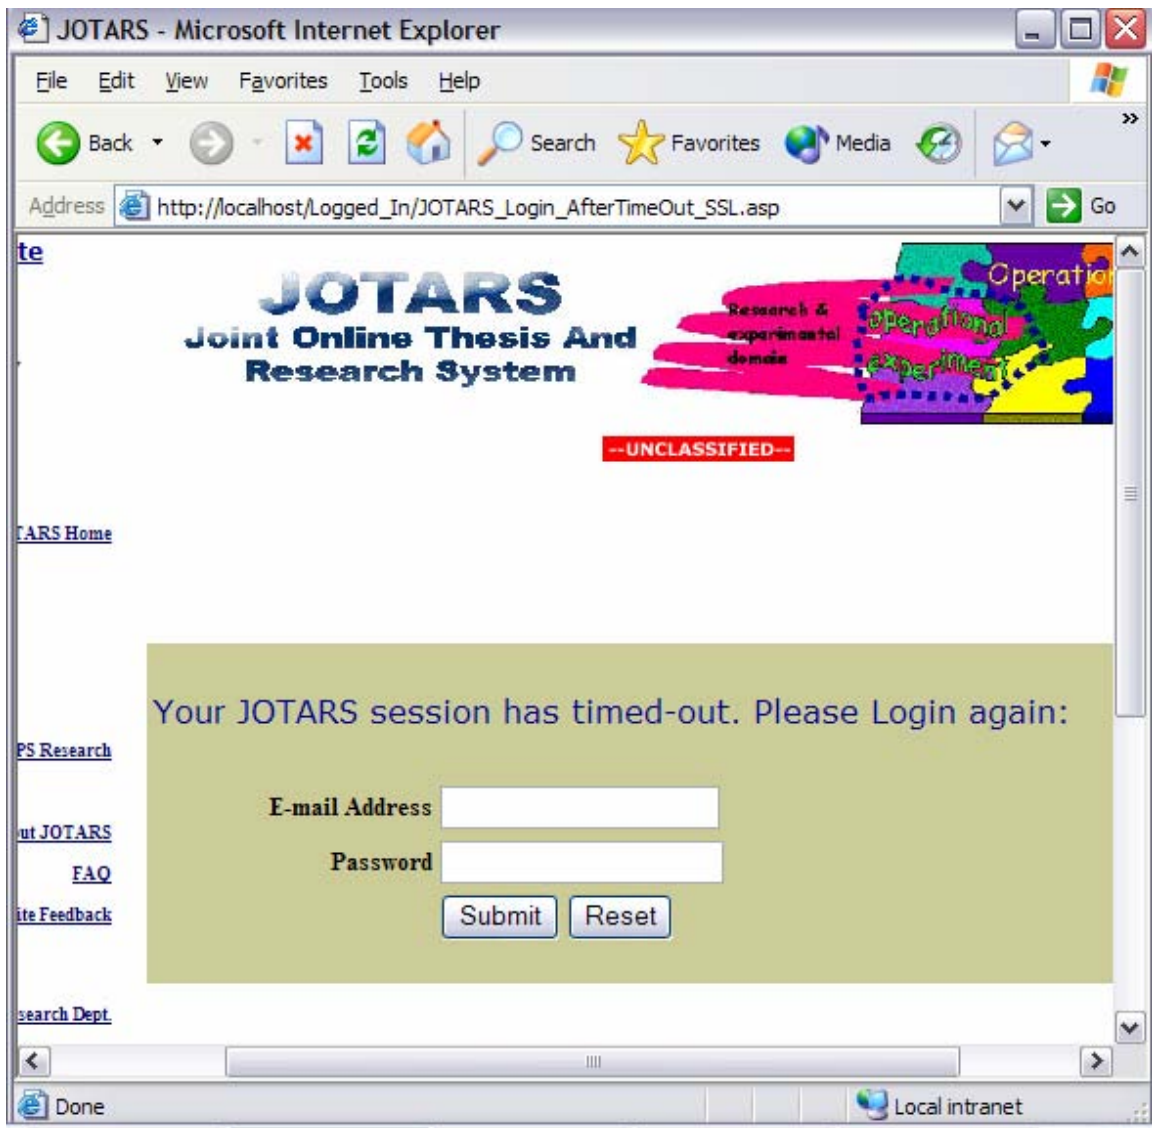 JOTARS - Microsoft Internet Explorer
File Edit View Favorites Tools Help
Back Search Favorites Media »
Address http://localhost/Logged_In/JOTARS_Login_AfterTimeOut_SSL.asp Go
te
JOTARS
Joint Online Thesis And
Research System
Research &
experimental
domain
Operatio
operational
experiment
--UNCLASSIFIED--
TARS Home
Your JOTARS session has timed-out. Please Login again:
PS Research
E-mail Address
ut JOTARS
Password
FAQ
ite Feedback
Submit Reset
search Dept.
Done Local intranet